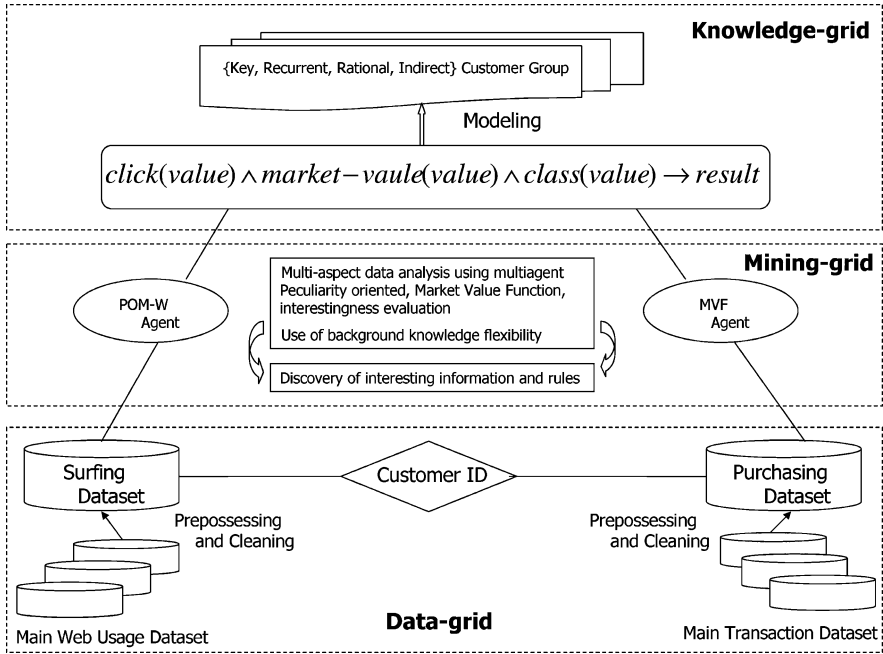 Knowledge-grid
{Key, Recurrent, Rational, Indirect} Customer Group
Modeling
click(value) ∧ market-vaule(value) ∧ class(value) → result
Mining-grid
POM-W
Agent
Multi-aspect data analysis using multiagent
Peculiarity oriented, Market Value Function,
interestingness evaluation
Use of background knowledge flexibility
Discovery of interesting information and rules
MVF
Agent
Surfing
Dataset
Customer ID
Purchasing
Dataset
Prepossessing
and Cleaning
Prepossessing
and Cleaning
Main Web Usage Dataset
Data-grid
Main Transaction Dataset